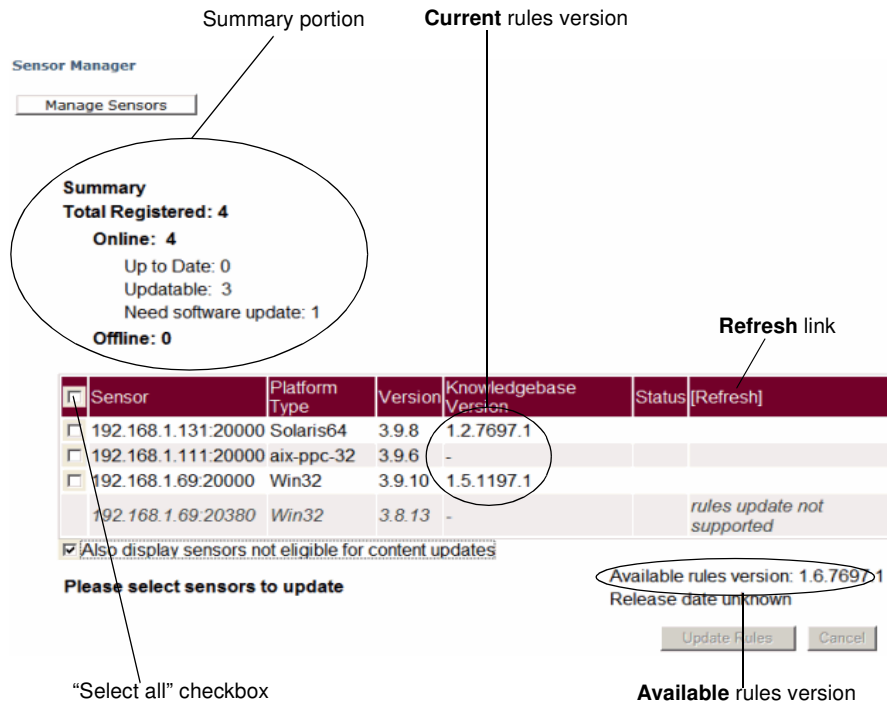 Summary portion
Current rules version
Sensor Manager
Manage Sensors
Summary
Total Registered: 4
Online: 4
Up to Date: 0
Updatable: 3
Need software update: 1
Offline: 0
Refresh link
Sensor Platform Type Version Knowledgebase Version Status [Refresh]
192.168.1.131:20000 Solaris64 3.9.8 1.2.7697.1
192.168.1.111:20000 aix-ppc-32 3.9.6 -
192.168.1.69:20000 Win32 3.9.10 1.5.1197.1
192.168.1.69:20380 Win32 3.8.13 - rules update not supported
Also display sensors not eligible for content updates
Please select sensors to update
Available rules version: 1.6.7697.1
Release date unknown
Update Rules Cancel
“Select all” checkbox
Available rules version